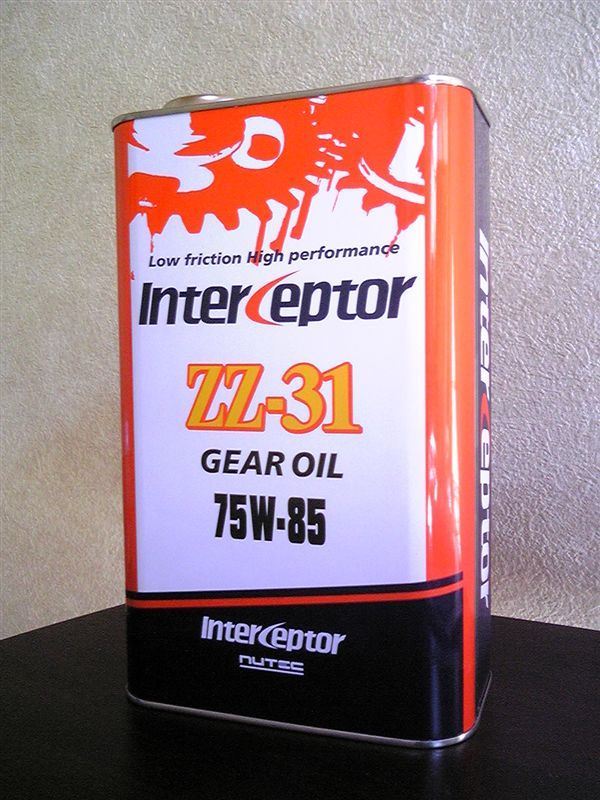 Low friction High performance
Interceptor
ZZ-31
GEAR OIL
75W-85
Interceptor
NUTEC
Interceptor